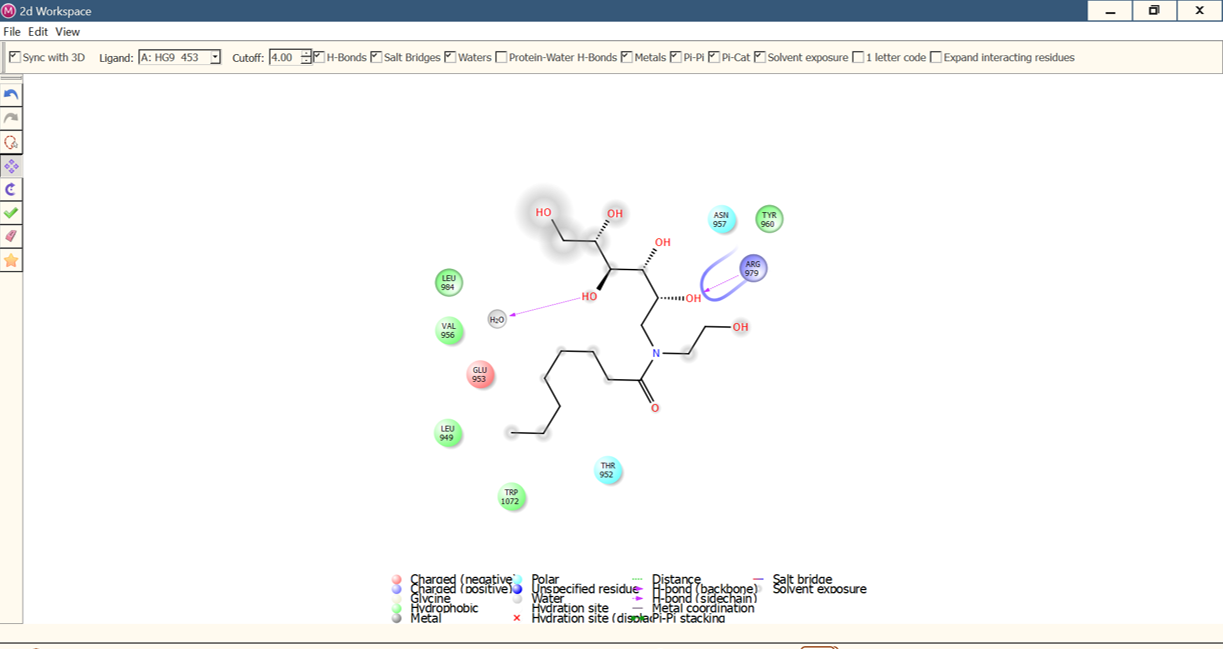 2d Workspace
File Edit View
Sync with 3D Ligand: A: HG9 453 Cutoff: 4.00 H-Bonds Salt Bridges Waters Protein-Water H-Bonds Metals Pi-Pi Pi-Cat Solvent exposure 1 letter code Expand interacting residues
HO
OH
ASN
957
TYR
960
OH
ARG
979
LEU
984
HO
OH
H2O
VAL
956
OH
N
GLU
953
O
LEU
949
THR
952
TRP
1072
Charged (negative) Polar Distance Salt bridge
Charged (positive) Unspecified residue H-bond (backbone) Solvent exposure
Glycine Water H-bond (sidechain)
Hydrophobic Hydration site Metal coordination
Metal Hydration site (displac Pi-Pi stacking